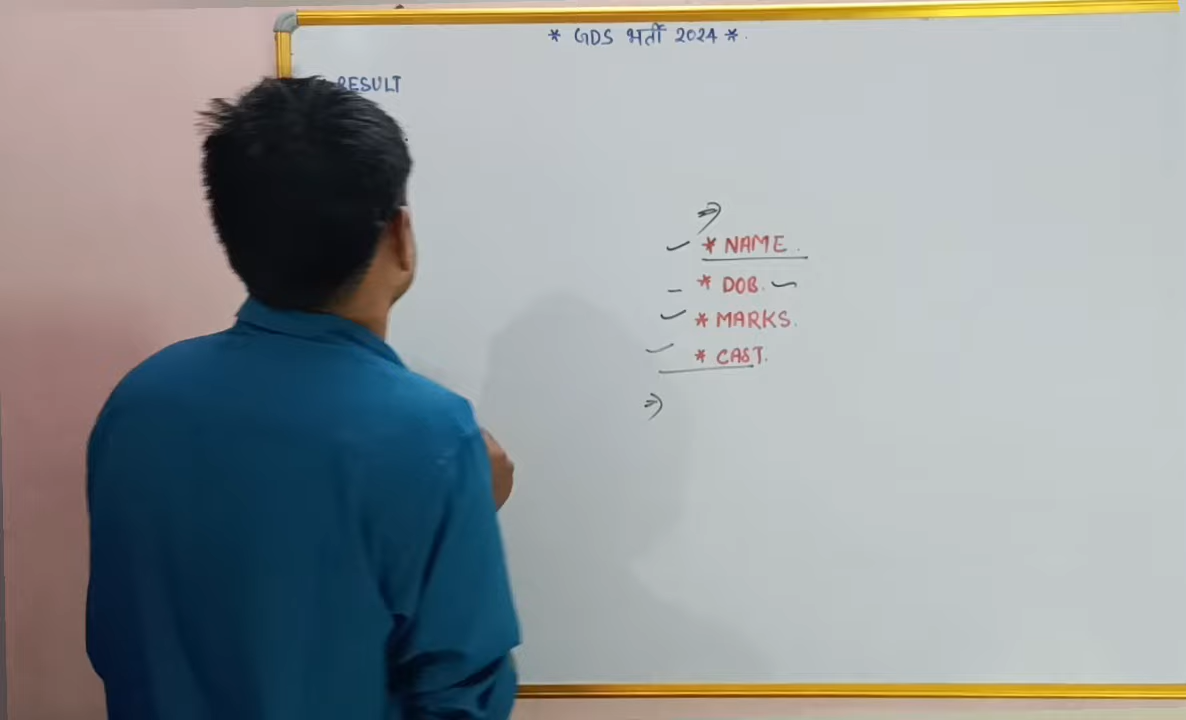 * GDS भर्ती 2024 *.
RESULT
* NAME.
* DOB.
* MARKS.
* CAST.